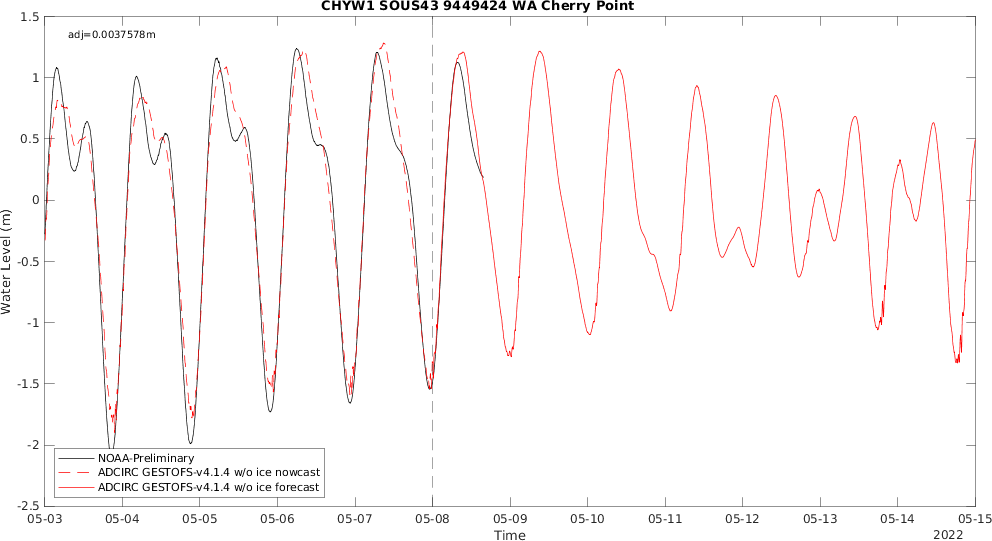 CHYW1 SOUS43 9449424 WA Cherry Point
adj=0.0037578m
1.5
1
0.5
0
-0.5
-1
-1.5
-2
-2.5
Water Level (m)
NOAA-Preliminary
ADCIRC GESTOFS-v4.1.4 w/o ice nowcast
ADCIRC GESTOFS-v4.1.4 w/o ice forecast
05-03 05-04 05-05 05-06 05-07 05-08 05-09 05-10 05-11 05-12 05-13 05-14 05-15
Time
2022